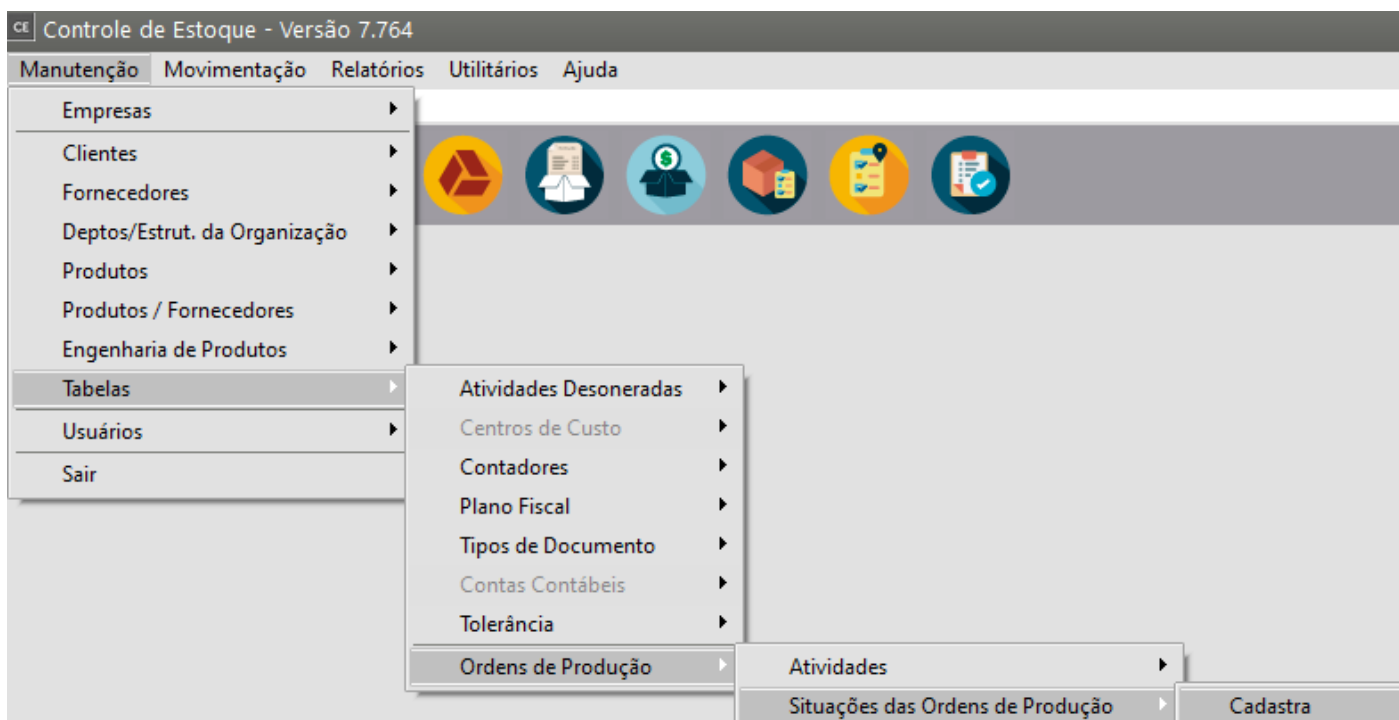 CE Controle de Estoque - Versão 7.764
Manutenção Movimentação Relatórios Utilitários Ajuda
Empresas
Clientes
Fornecedores
Deptos/Estrut. da Organização
Produtos
Produtos / Fornecedores
Engenharia de Produtos
Tabelas
Usuários
Sair
Atividades Desoneradas
Centros de Custo
Contadores
Plano Fiscal
Tipos de Documento
Contas Contábeis
Tolerância
Ordens de Produção
Atividades
Situações das Ordens de Produção
Cadastra